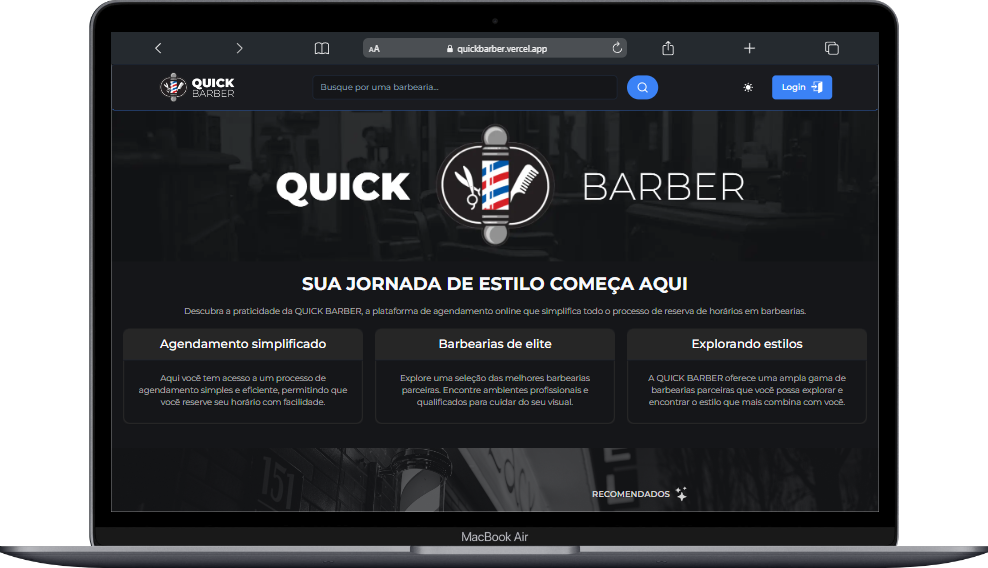 AA
quickbarber.vercel.app
QUICK
BARBER
Busque por uma barbearia...
Login
QUICK BARBER
SUA JORNADA DE ESTILO COMEÇA AQUI
Descubra a praticidade da QUICK BARBER, a plataforma de agendamento online que simplifica todo o processo de reserva de horários em barbearias.
Agendamento simplificado
Aqui você tem acesso a um processo de
agendamento simples e eficiente, permitindo que
você reserve seu horário com facilidade.
Barbearias de elite
Explore uma seleção das melhores barbearias
parceiras. Encontre ambientes profissionais e
qualificados para cuidar do seu visual.
Explorando estilos
A QUICK BARBER oferece uma ampla gama de
barbearias parceiras que você possa explorar e
encontrar o estilo que mais combina com você.
151
RECOMENDADOS
MacBook Air